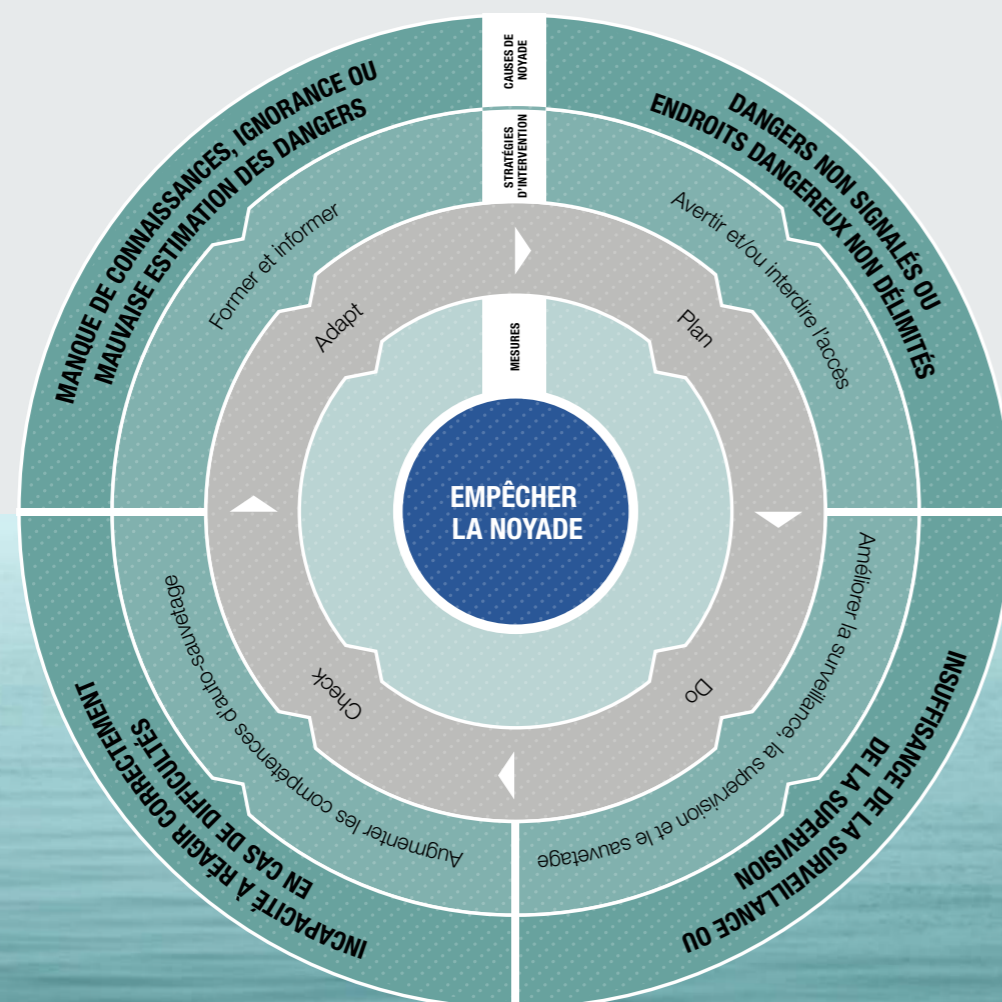 CAUSES DE
NOYADE
STRATÉGIES
D'INTERVENTION
MESURES
EMPÊCHER
LA NOYADE
MANQUE DE CONNAISSANCES, IGNORANCE OU
MAUVAISE ESTIMATION DES DANGERS
Former et informer
Adapt
DANGERS NON SIGNALÉS OU
ENDROITS DANGEREUX NON DÉLIMITÉS
Avertir et/ou interdire l'accès
Plan
INSUFFISANCE DE LA SURVEILLANCE OU
DE LA SUPERVISION
Améliorer la surveillance, la supervision et le sauvetage
Do
INCAPACITÉ À RÉAGIR CORRECTEMENT
EN CAS DE DIFFICULTÉS
Augmenter les compétences d'auto-sauvetage
Check